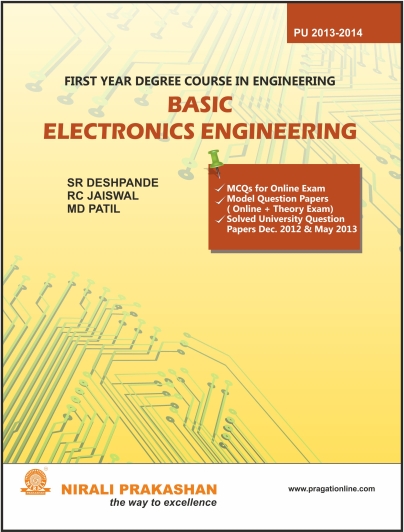 PU 2013-2014
FIRST YEAR DEGREE COURSE IN ENGINEERING
BASIC
ELECTRONICS ENGINEERING
SR DESHPANDE
RC JAISWAL
MD PATIL
MCQs for Online Exam
Model Question Papers
( Online + Theory Exam)
Solved University Question
Papers Dec. 2012 & May 2013
NIRALI PRAKASHAN
the way to excellence
www.pragationline.com